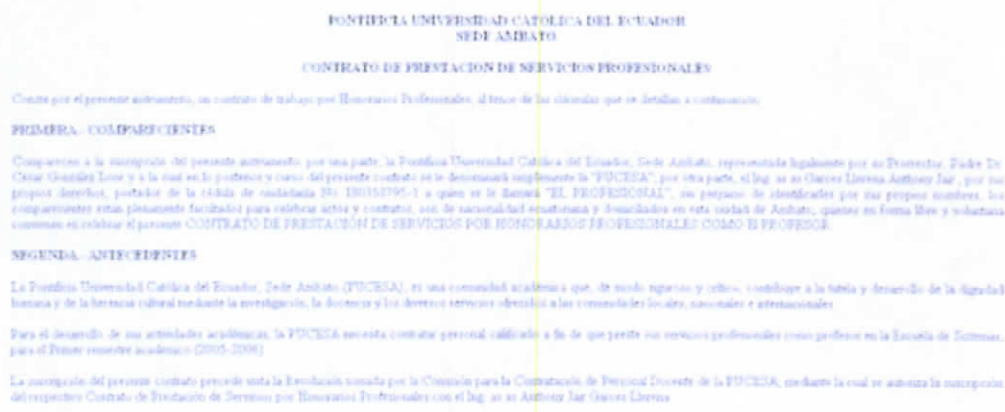 PONTIFICIA UNIVERSIDAD CATOLICA DEL ECUADOR
SEDE AMBATO
CONTRATO DE PRESTACION DE SERVICIOS PROFESIONALES
Conste por el presente instrumento, un contrato de trabajo por Honorarios Profesionales, al tenor de las cláusulas que se detallan a continuación:
PRIMERA.- COMPARECIENTES
Comparecen a la suscripción del presente instrumento, por una parte, la Pontificia Universidad Católica del Ecuador, Sede Ambato, representada legalmente por su Prorrector, Padre Dr.
César González Loor y a la cual en lo posterior y curso del presente contrato se le denominará simplemente la "PUCESA"; por otra parte, el Ing. as as Garces Llerena Anthony Jair , por sus
propios derechos, portador de la cédula de ciudadanía a quien se le llamará "EL PROFESIONAL", sin perjuicio de identificarles por sus propios nombres, los
comparecientes están plenamente facultados para celebrar actos y contratos, son de nacionalidad ecuatoriana y domiciliados en esta ciudad de Ambato, quienes en forma libre y voluntaria
convienen en celebrar el presente CONTRATO DE PRESTACIÓN DE SERVICIOS POR HONORARIOS PROFESIONALES COMO PROFESOR
SEGUNDA.- ANTECEDENTES
La Pontificia Universidad Católica del Ecuador, Sede Ambato (PUCESA), es una comunidad académica que, de modo riguroso y crítico, contribuye a la tutela y desarrollo de la dignidad
humana y de la herencia cultural mediante la investigación, la docencia y los diversos servicios ofrecidos a las comunidades locales, nacionales e internacionales
Para el desarrollo de sus actividades académicas, la PUCESA necesita contratar personal calificado a fin de que preste sus servicios profesionales como profesor en la Escuela de Sistemas,
para el Primer semestre académico (2005-2006)
La suscripción del presente contrato precede vista la Resolución tomada por la Comisión para la Contratación de Personal Docente de la PUCESA, mediante la cual se autoriza la suscripción
del respectivo Contrato de Prestación de Servicios por Honorarios Profesionales con el Ing. as as Anthony Jair Garces Llerena